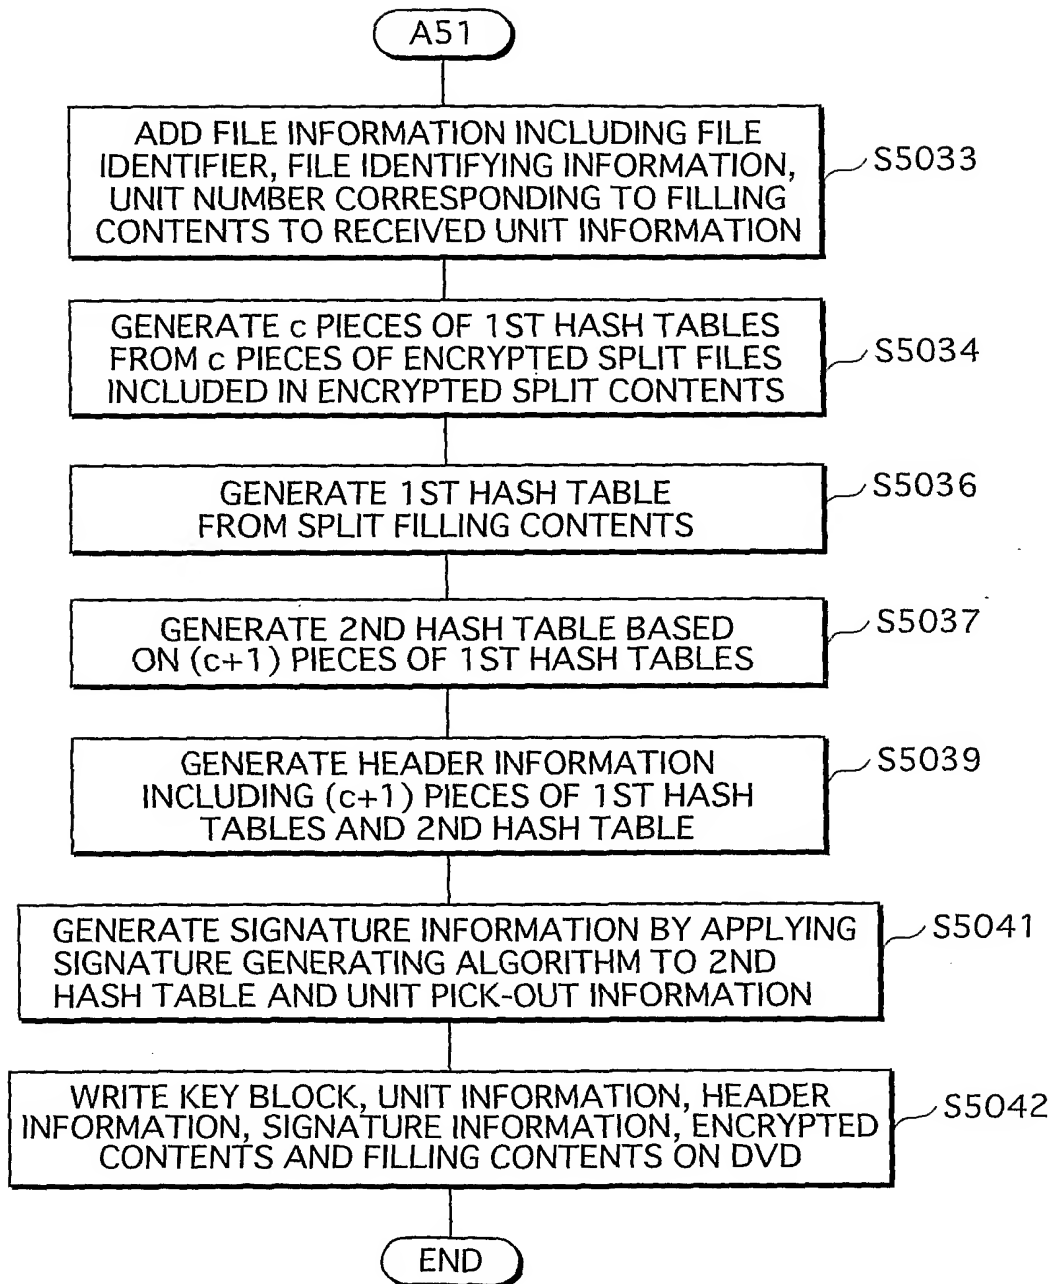 A51
ADD FILE INFORMATION INCLUDING FILE
IDENTIFIER, FILE IDENTIFYING INFORMATION,
UNIT NUMBER CORRESPONDING TO FILLING
CONTENTS TO RECEIVED UNIT INFORMATION
S5033
GENERATE c PIECES OF 1ST HASH TABLES
FROM c PIECES OF ENCRYPTED SPLIT FILES
INCLUDED IN ENCRYPTED SPLIT CONTENTS
S5034
GENERATE 1ST HASH TABLE
FROM SPLIT FILLING CONTENTS
S5036
GENERATE 2ND HASH TABLE BASED
ON (c+1) PIECES OF 1ST HASH TABLES
S5037
GENERATE HEADER INFORMATION
INCLUDING (c+1) PIECES OF 1ST HASH
TABLES AND 2ND HASH TABLE
S5039
GENERATE SIGNATURE INFORMATION BY APPLYING
SIGNATURE GENERATING ALGORITHM TO 2ND
HASH TABLE AND UNIT PICK-OUT INFORMATION
S5041
WRITE KEY BLOCK, UNIT INFORMATION, HEADER
INFORMATION, SIGNATURE INFORMATION, ENCRYPTED
CONTENTS AND FILLING CONTENTS ON DVD
S5042
END